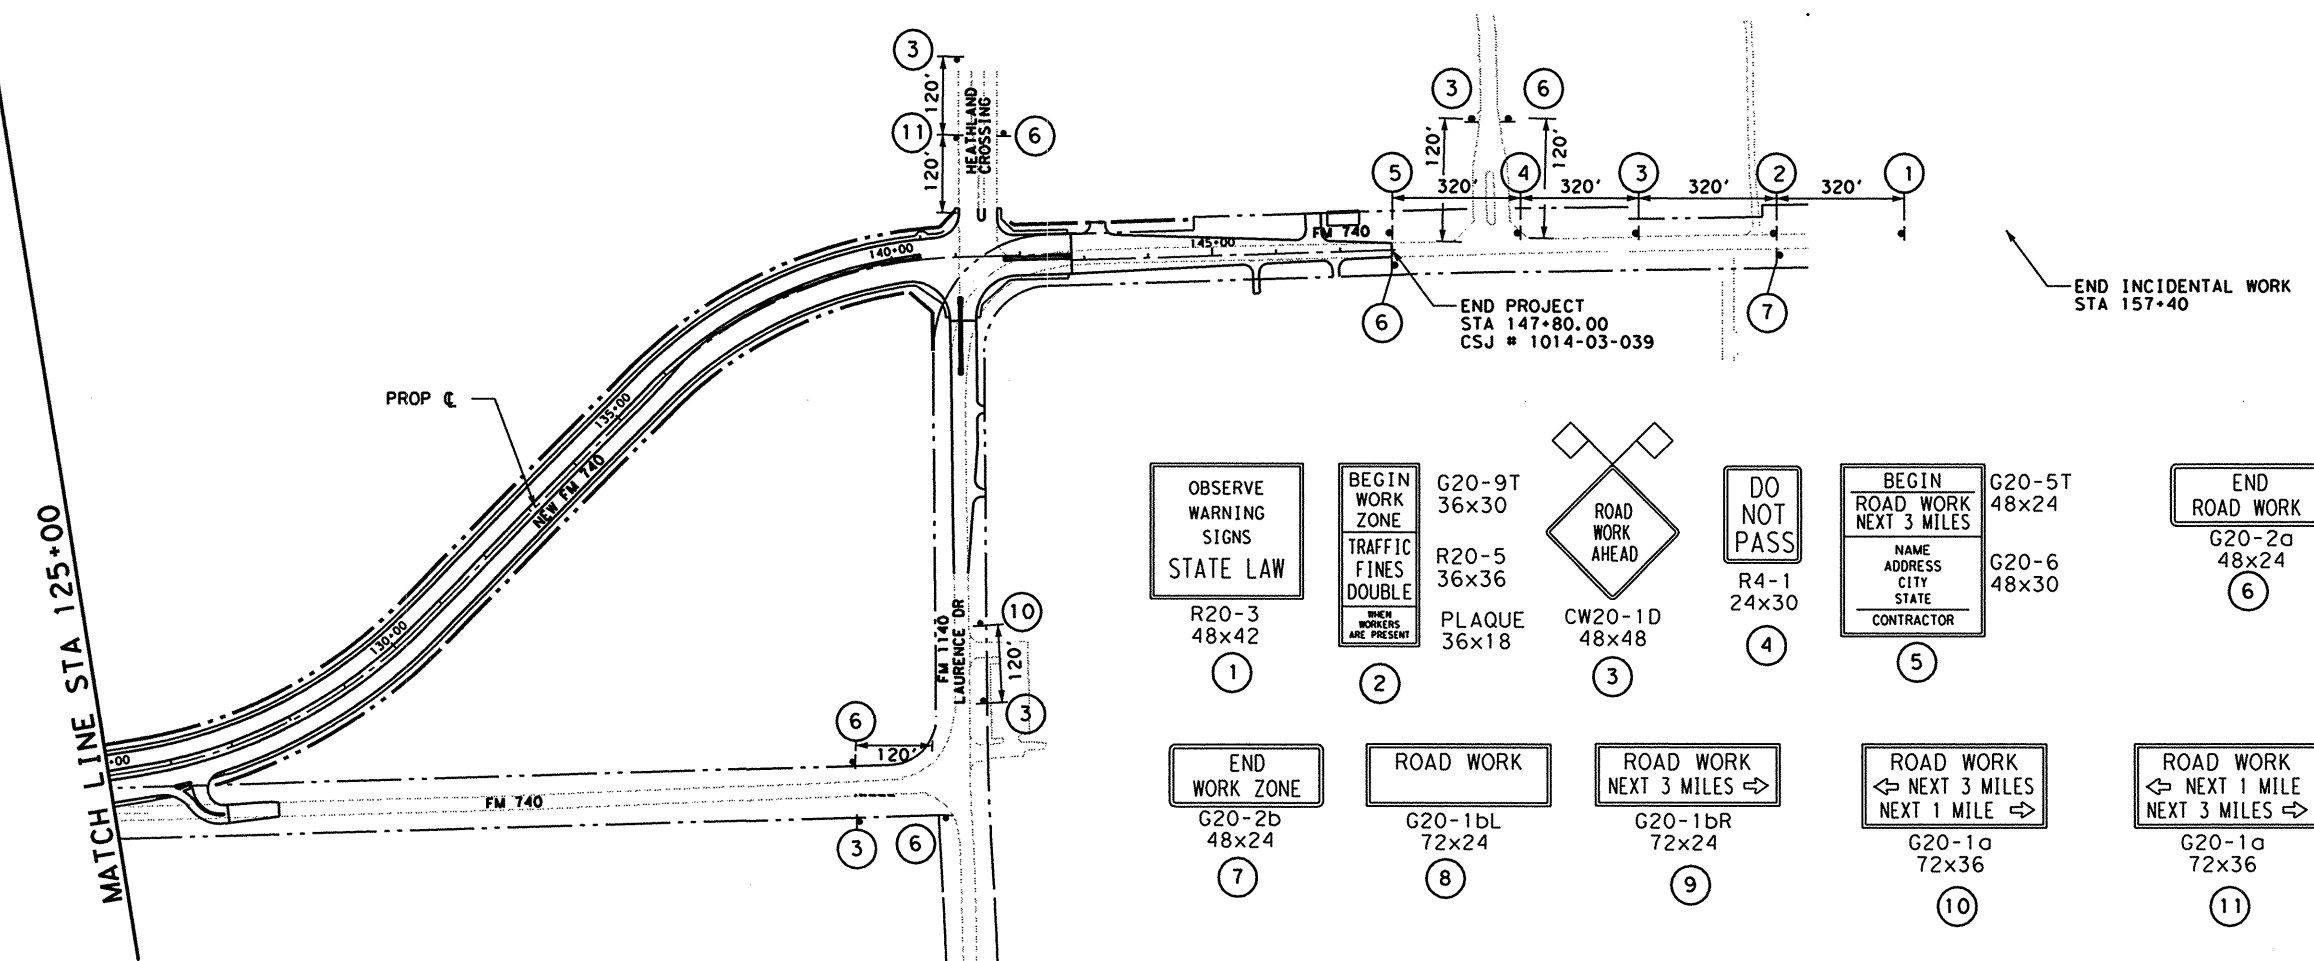 3
120'
11
120'
6
HEATHLAND
CROSSING
3
6
120'
120'
5
4
3
2
1
320'
320'
320'
320'
140+00
145+00
FM 740
6
7
END PROJECT
STA 147+80.00
CSJ # 1014-03-039
END INCIDENTAL WORK
STA 157+40
PROP ℄
135+00
NEW FM 740
130+00
MATCH LINE STA 125+00
+00
FM 1140
LAURENCE DR
10
120'
3
6
120'
FM 740
3
6
OBSERVE
WARNING
SIGNS
STATE LAW
R20-3
48x42
1
BEGIN
WORK
ZONE
TRAFFIC
FINES
DOUBLE
WHEN
WORKERS
ARE PRESENT
G20-9T
36x30
R20-5
36x36
PLAQUE
36x18
2
ROAD
WORK
AHEAD
CW20-1D
48x48
3
DO
NOT
PASS
R4-1
24x30
4
BEGIN
ROAD WORK
NEXT 3 MILES
NAME
ADDRESS
CITY
STATE
CONTRACTOR
G20-5T
48x24
G20-6
48x30
5
END
ROAD WORK
G20-2a
48x24
6
END
WORK ZONE
G20-2b
48x24
7
ROAD WORK
G20-1bL
72x24
8
ROAD WORK
NEXT 3 MILES ⇨
G20-1bR
72x24
9
ROAD WORK
⇦ NEXT 3 MILES
NEXT 1 MILE ⇨
G20-1a
72x36
10
ROAD WORK
⇦ NEXT 1 MILE
NEXT 3 MILES ⇨
G20-1a
72x36
11